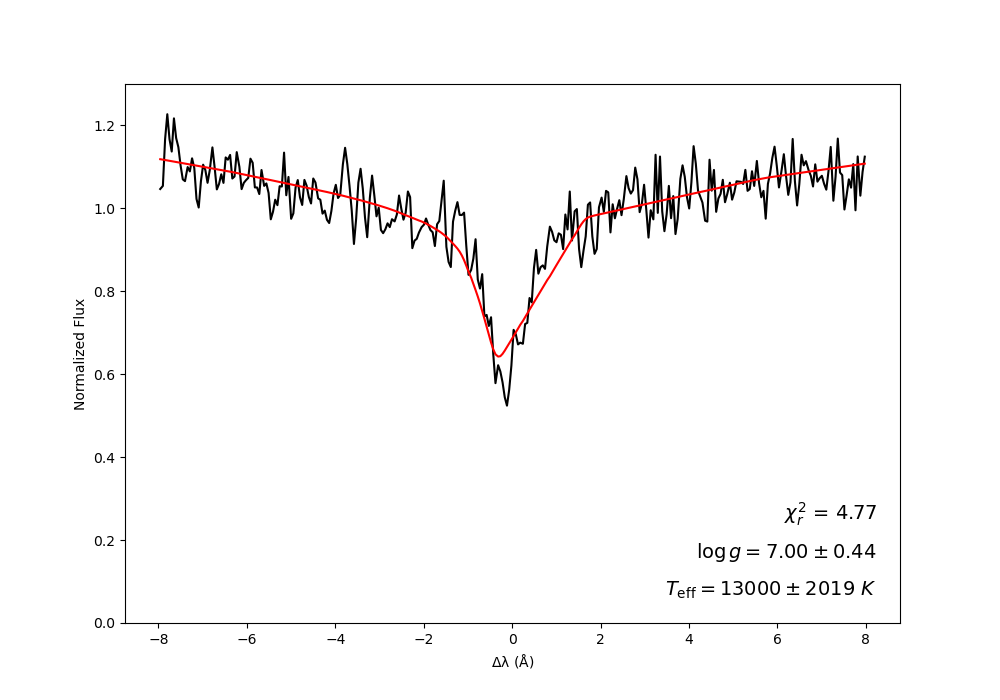 1.2
1.0
0.8
0.6
0.4
0.2
0.0
Normalized Flux
χ²ᵣ = 4.77
log g = 7.00 ± 0.44
T_eff = 13000 ± 2019 K
−8 −6 −4 −2 0 2 4 6 8
Δλ (Å)